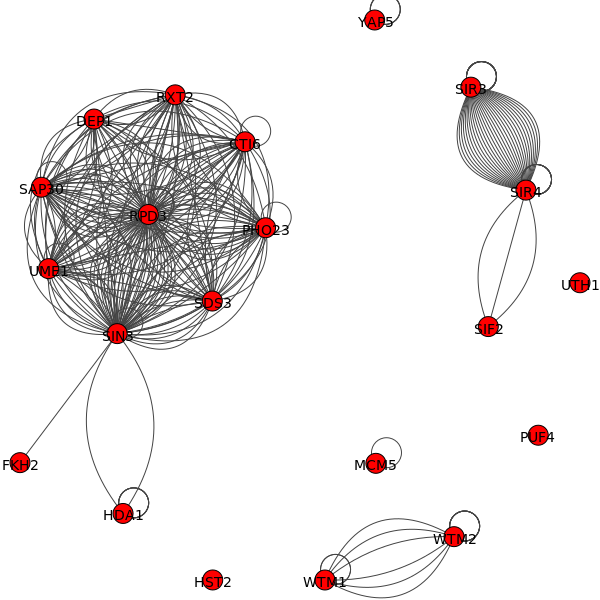 YAP5
SIR3
RXT2
DEP1
CTI6
SAP30
SIR4
RPD3
PHO23
UME1
UTH1
SDS3
SIF2
SIN3
PUF4
FKH2
MCM5
HDA1
WTM2
HST2
WTM1